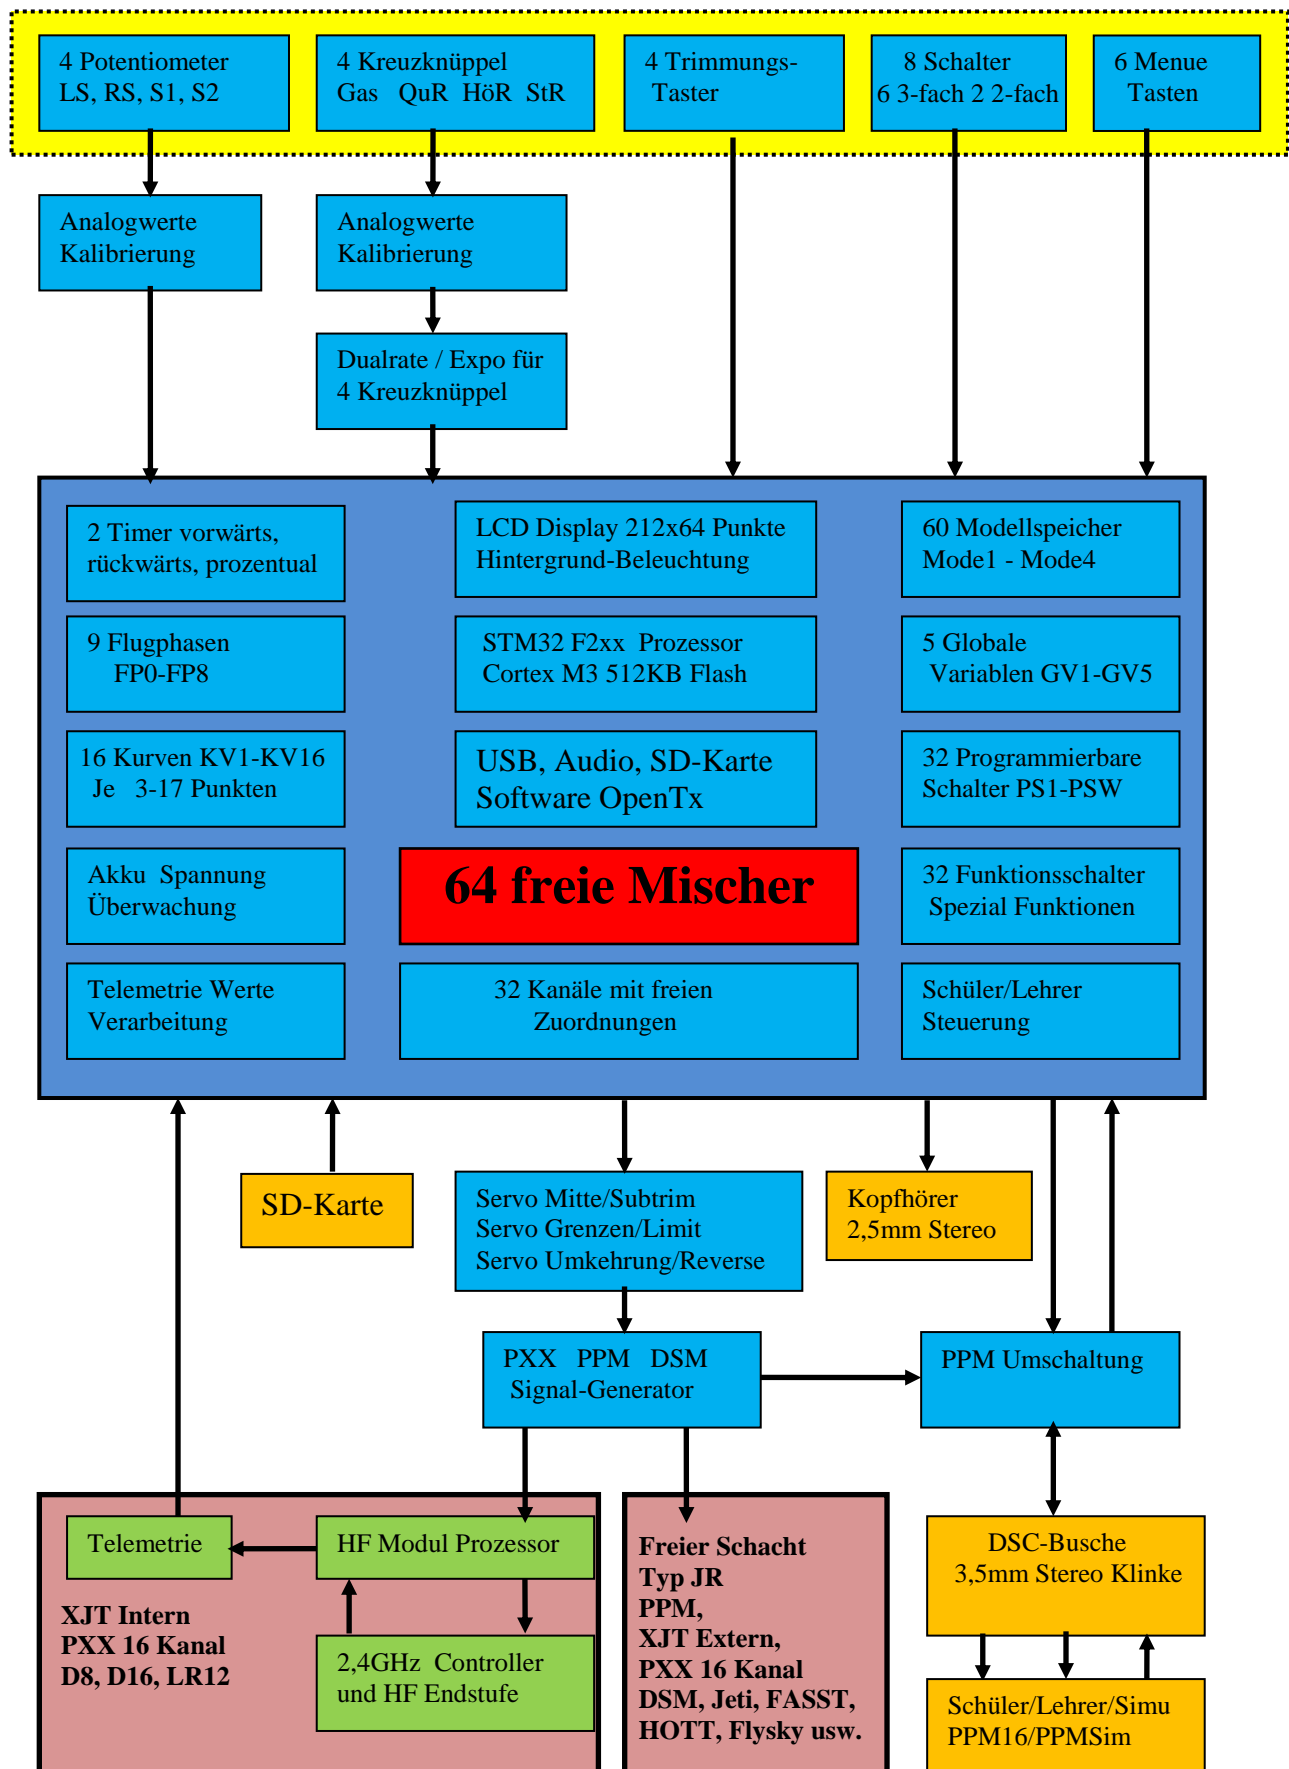 4 Potentiometer
LS, RS, S1, S2
4 Kreuzknüppel
Gas QuR HöR StR
4 Trimmungs-
Taster
8 Schalter
6 3-fach 2 2-fach
6 Menue
Tasten
Analogwerte
Kalibrierung
Analogwerte
Kalibrierung
Dualrate / Expo für
4 Kreuzknüppel
2 Timer vorwärts,
rückwärts, prozentual
LCD Display 212x64 Punkte
Hintergrund-Beleuchtung
60 Modellspeicher
Mode1 - Mode4
9 Flugphasen
FP0-FP8
STM32 F2xx Prozessor
Cortex M3 512KB Flash
5 Globale
Variablen GV1-GV5
16 Kurven KV1-KV16
Je 3-17 Punkten
USB, Audio, SD-Karte
Software OpenTx
32 Programmierbare
Schalter PS1-PSW
Akku Spannung
Überwachung
64 freie Mischer
32 Funktionsschalter
Spezial Funktionen
Telemetrie Werte
Verarbeitung
32 Kanäle mit freien
Zuordnungen
Schüler/Lehrer
Steuerung
SD-Karte
Servo Mitte/Subtrim
Servo Grenzen/Limit
Servo Umkehrung/Reverse
Kopfhörer
2,5mm Stereo
PXX PPM DSM
Signal-Generator
PPM Umschaltung
Telemetrie
HF Modul Prozessor
XJT Intern
PXX 16 Kanal
D8, D16, LR12
2,4GHz Controller
und HF Endstufe
Freier Schacht
Typ JR
PPM,
XJT Extern,
PXX 16 Kanal
DSM, Jeti, FASST,
HOTT, Flysky usw.
DSC-Busche
3,5mm Stereo Klinke
Schüler/Lehrer/Simu
PPM16/PPMSim